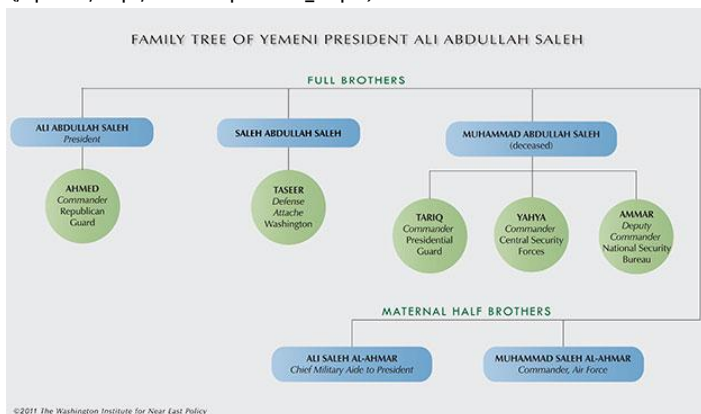 FAMILY TREE OF YEMENI PRESIDENT ALI ABDULLAH SALEH
FULL BROTHERS
ALI ABDULLAH SALEH
President
SALEH ABDULLAH SALEH
MUHAMMAD ABDULLAH SALEH
(deceased)
AHMED
Commander
Republican
Guard
TASEER
Defense
Attache
Washington
TARIQ
Commander
Presidential
Guard
YAHYA
Commander
Central Security
Forces
AMMAR
Deputy
Commander
National Security
Bureau
MATERNAL HALF BROTHERS
ALI SALEH AL-AHMAR
Chief Military Aide to President
MUHAMMAD SALEH AL-AHMAR
Commander, Air Force
©2011 The Washington Institute for Near East Policy